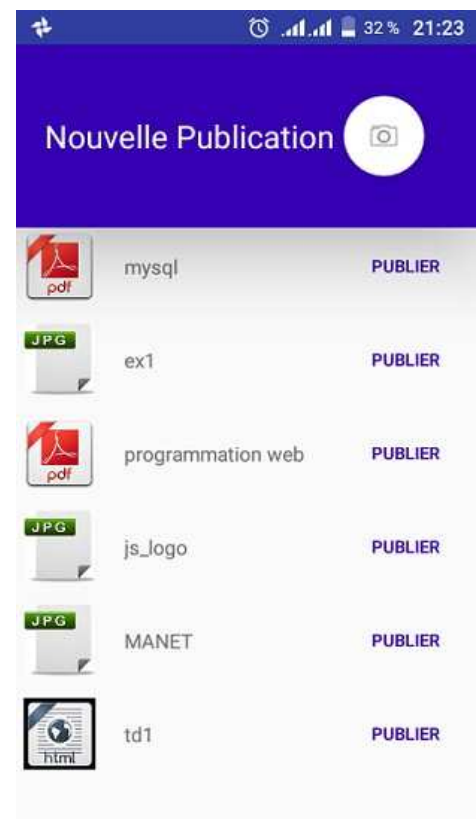 32 % 21:23
Nouvelle Publication
pdf mysql PUBLIER
JPG ex1 PUBLIER
pdf programmation web PUBLIER
JPG js_logo PUBLIER
JPG MANET PUBLIER
html td1 PUBLIER